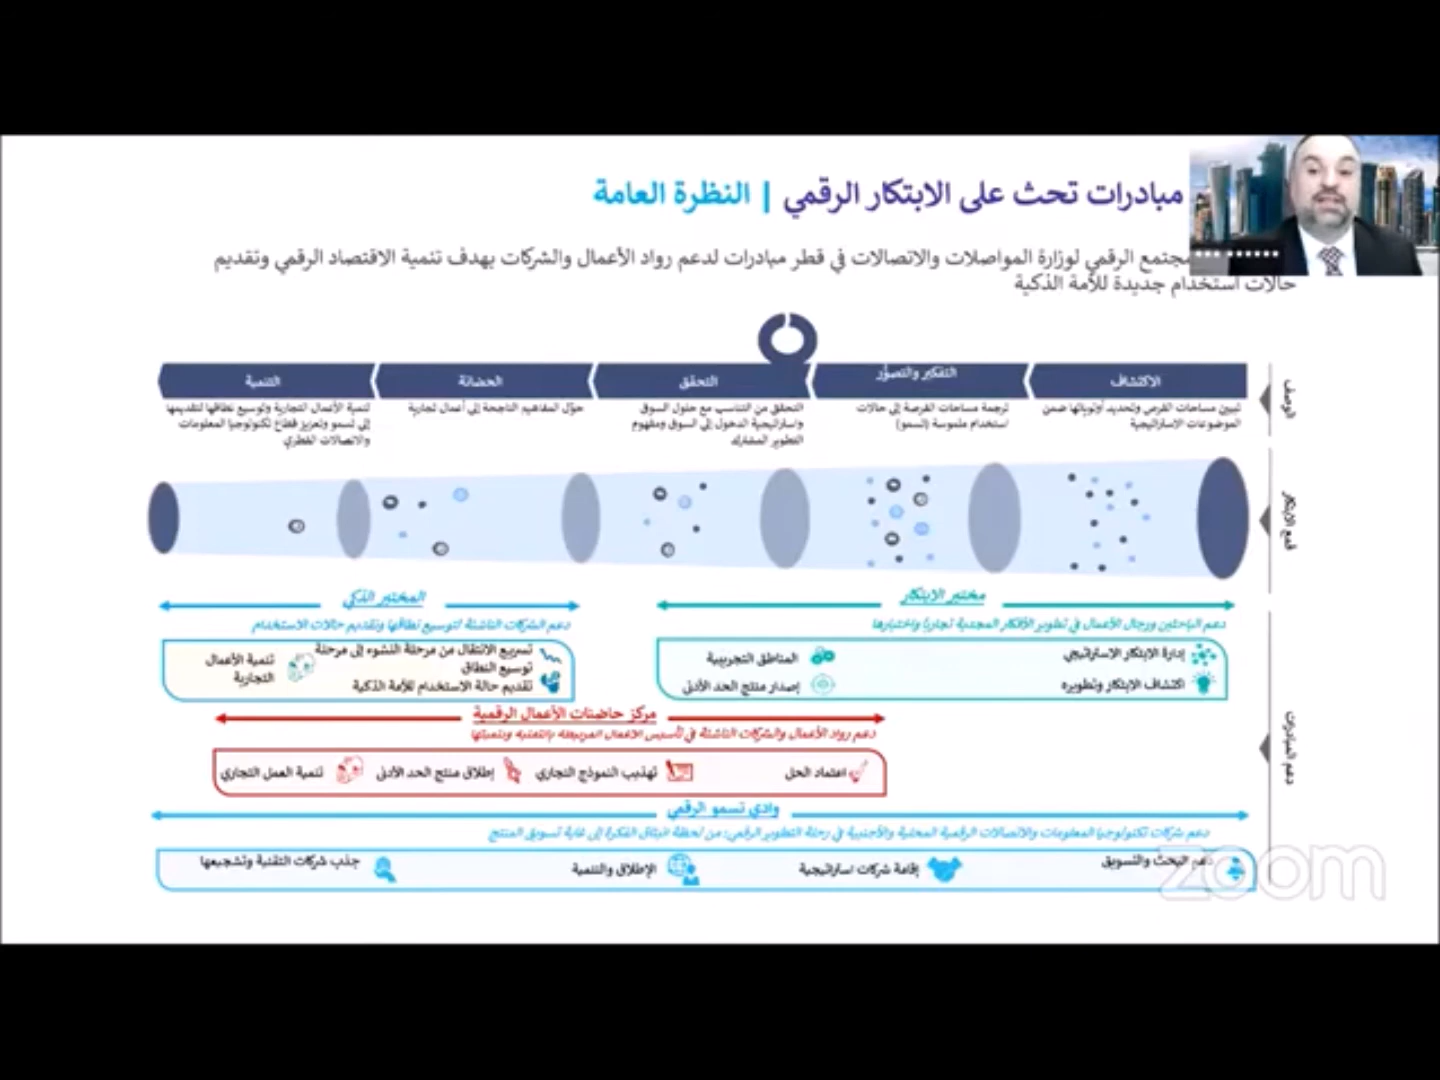 مبادرات تحث على الابتكار الرقمي | النظرة العامة
مجتمع الرقمي لوزارة المواصلات والاتصالات في قطر مبادرات لدعم رواد الأعمال والشركات بهدف تنمية الاقتصاد الرقمي وتقديم
حالات استخدام جديدة للأمة الذكية
الوصف
الاكتشاف
التفكير والتصوُّر
التحقق
الحضانة
التنمية
تبيين مساحات الفرص وتحديد أولوياتها ضمن
الموضوعات الاستراتيجية
ترجمة مساحات الفرصة إلى حالات
استخدام ملموسة (تسمو)
التحقق من التناسب مع حلول السوق
واستراتيجية الدخول إلى السوق ومفهوم
التطوير المشترك
حوّل المفاهيم الناجحة إلى أعمال تجارية
تنمية الأعمال التجارية وتوسيع نطاقها لتقديمها
إلى تسمو وتعزيز قطاع تكنولوجيا المعلومات
والاتصالات القطري
قمع الابتكار
دعم المبادرات
مختبر الابتكار
دعم الباحثين ورجال الأعمال في تطوير الأفكار المجدية تجاريًا واختبارها
إدارة الابتكار الاستراتيجي
اكتشاف الابتكار وتطويره
المناطق التجريبية
إصدار منتج الحد الأدنى
المختبر الذكي
دعم الشركات الناشئة لتوسيع نطاقها وتقديم حالات الاستخدام
تسريع الانتقال من مرحلة النشوء إلى مرحلة
توسيع النطاق
تقديم حالة الاستخدام للأمة الذكية
تنمية الأعمال
التجارية
مركز حاضنات الأعمال الرقمية
دعم رواد الأعمال والشركات الناشئة في تأسيس الأعمال المرتبطة بالتقنية وتنميتها
اعتماد الحل
تهذيب النموذج التجاري
إطلاق منتج الحد الأدنى
تنمية العمل التجاري
وادي تسمو الرقمي
دعم شركات تكنولوجيا المعلومات والاتصالات الرقمية المحلية والأجنبية في رحلة التطوير الرقمي: من لحظة انبثاق الفكرة إلى غاية تسويق المنتج
دعم البحث والتسويق
إقامة شركات استراتيجية
الإطلاق والتنمية
جذب شركات التقنية وتشجيعها
zoom